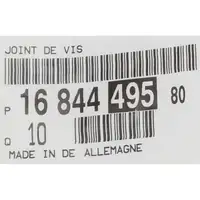 JOINT DE VIS
P 16 844 495 80
Q 10
MADE IN DE ALLEMAGNE